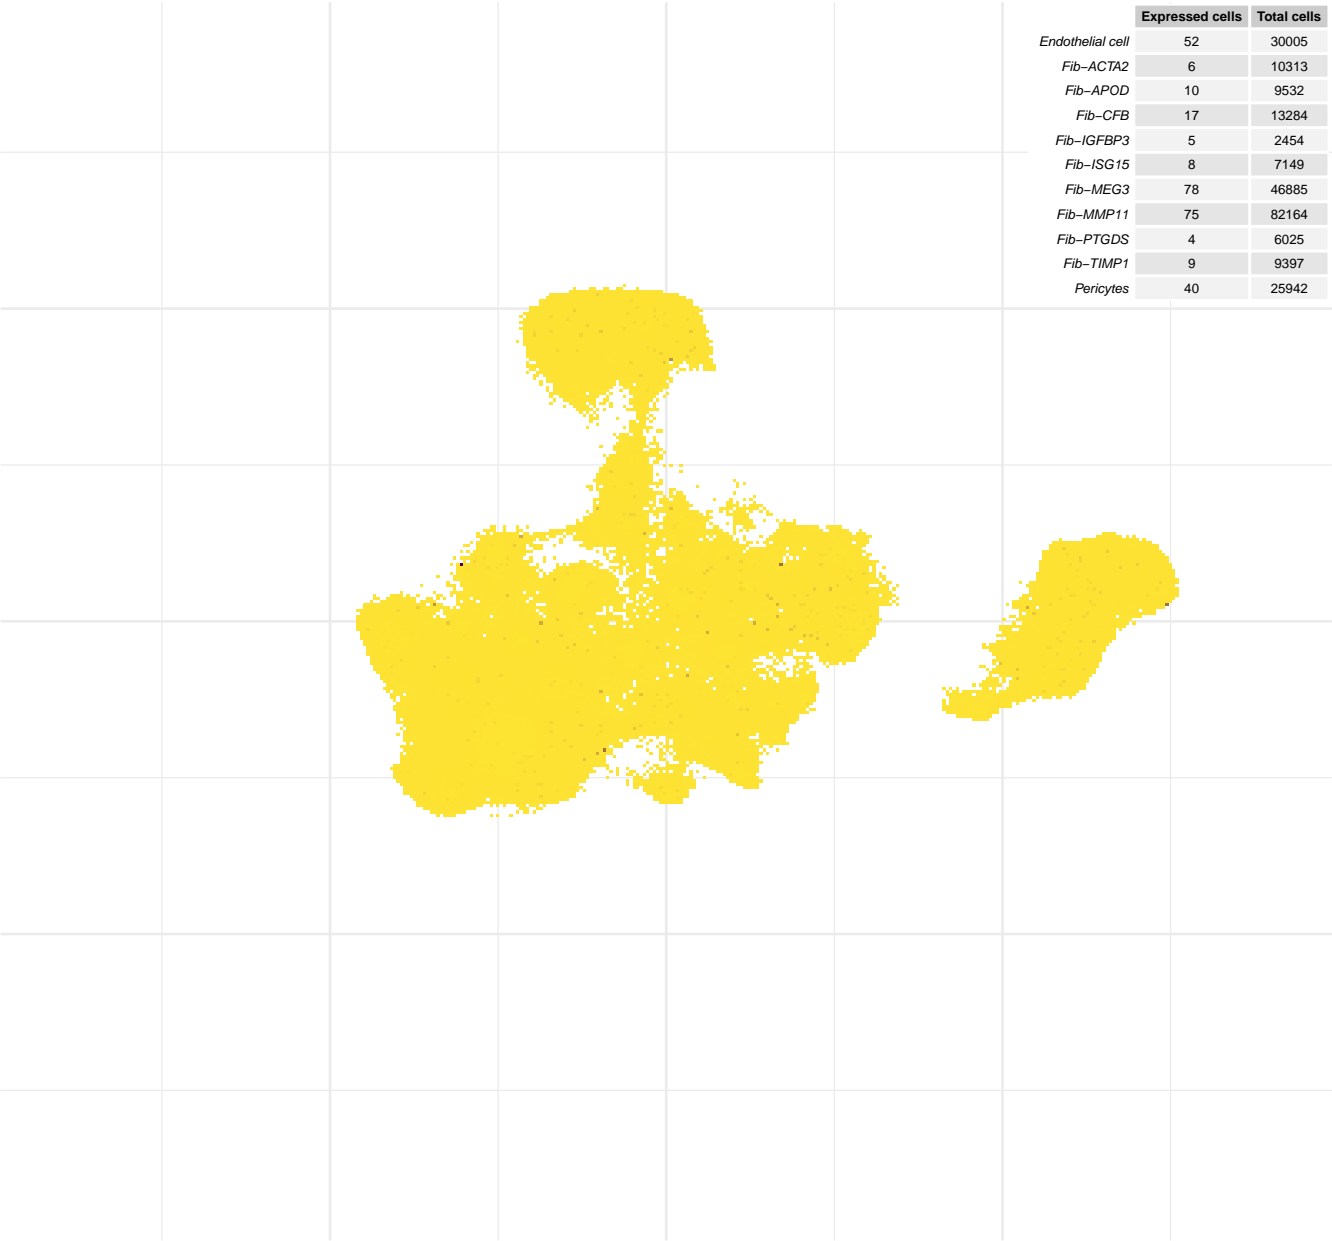 Expressed cells Total cells
Endothelial cell 52 30005
Fib−ACTA2 6 10313
Fib−APOD 10 9532
Fib−CFB 17 13284
Fib−IGFBP3 5 2454
Fib−ISG15 8 7149
Fib−MEG3 78 46885
Fib−MMP11 75 82164
Fib−PTGDS 4 6025
Fib−TIMP1 9 9397
Pericytes 40 25942